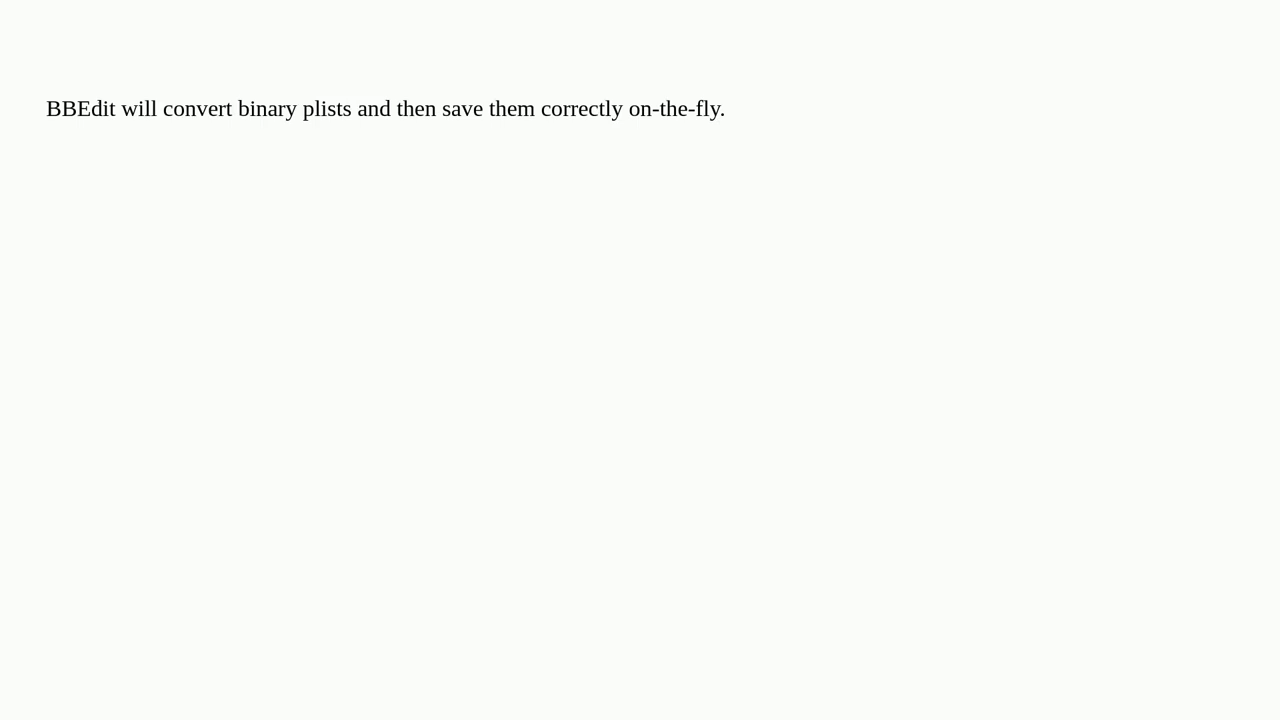 BBEdit will convert binary plists and then save them correctly on-the-fly.